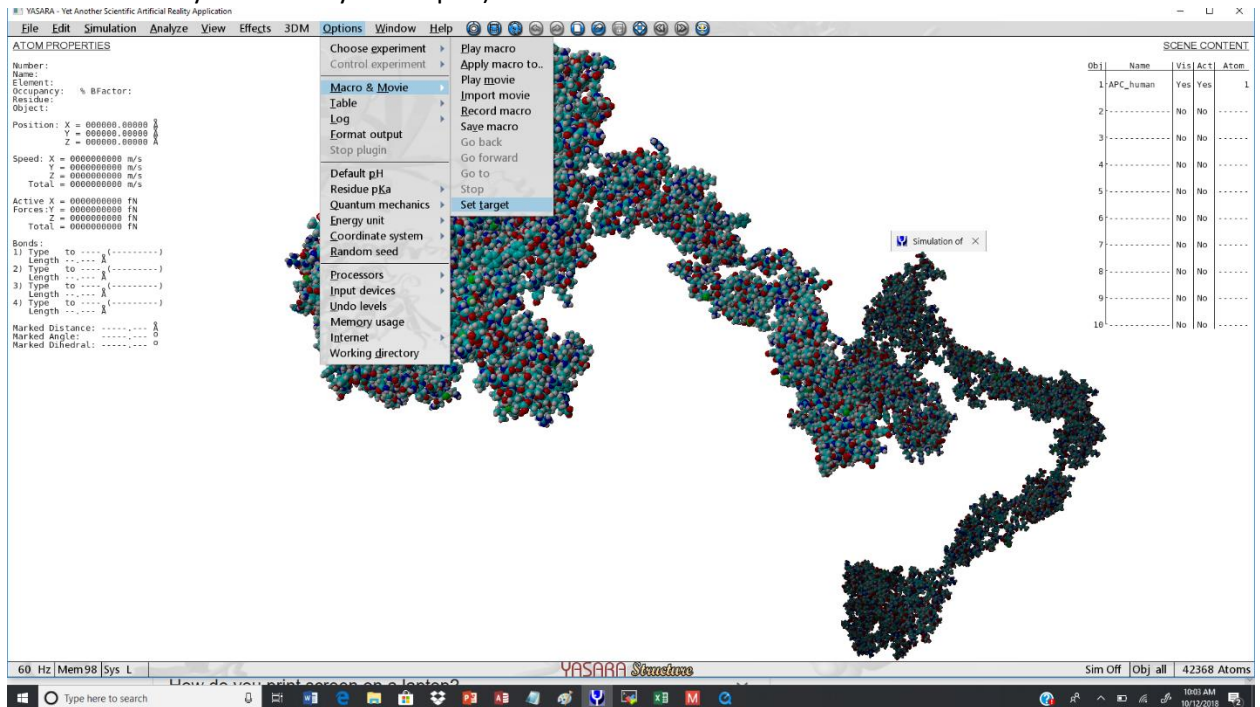 YASARA - Yet Another Scientific Artificial Reality Application
File Edit Simulation Analyze View Effects 3DM Options Window Help
ATOM PROPERTIES
Number:
Name:
Element:
Occupancy: % BFactor:
Residue:
Object:
Position: X = 000000.00000 Å
Y = 000000.00000 Å
Z = 000000.00000 Å
Speed: X = 0000000000 m/s
Y = 0000000000 m/s
Z = 0000000000 m/s
Total = 0000000000 m/s
Active X = 0000000000 fN
Forces:Y = 0000000000 fN
Z = 0000000000 fN
Total = 0000000000 fN
Bonds:
1) Type to ----(---------)
Length --.--- Å
2) Type to ----(---------)
Length --.--- Å
3) Type to ----(---------)
Length --.--- Å
4) Type to ----(---------)
Length --.--- Å
Marked Distance: -----.--- Å
Marked Angle: -----.--- º
Marked Dihedral: -----.--- º
Choose experiment
Control experiment
Macro & Movie
Table
Log
Format output
Stop plugin
Default pH
Residue pKa
Quantum mechanics
Energy unit
Coordinate system
Random seed
Processors
Input devices
Undo levels
Memory usage
Internet
Working directory
Play macro
Apply macro to..
Play movie
Import movie
Record macro
Save macro
Go back
Go forward
Go to
Stop
Set target
Simulation of
SCENE CONTENT
Obj Name Vis Act Atom
1 APC_human Yes Yes 1
2 ------------ No No -----
3 ------------ No No -----
4 ------------ No No -----
5 ------------ No No -----
6 ------------ No No -----
7 ------------ No No -----
8 ------------ No No -----
9 ------------ No No -----
10 ------------ No No -----
60 Hz Mem 98 Sys L
YASARA Structure
Sim Off Obj all 42368 Atoms
How do you print screen on a laptop?
Type here to search
10:03 AM
10/12/2018